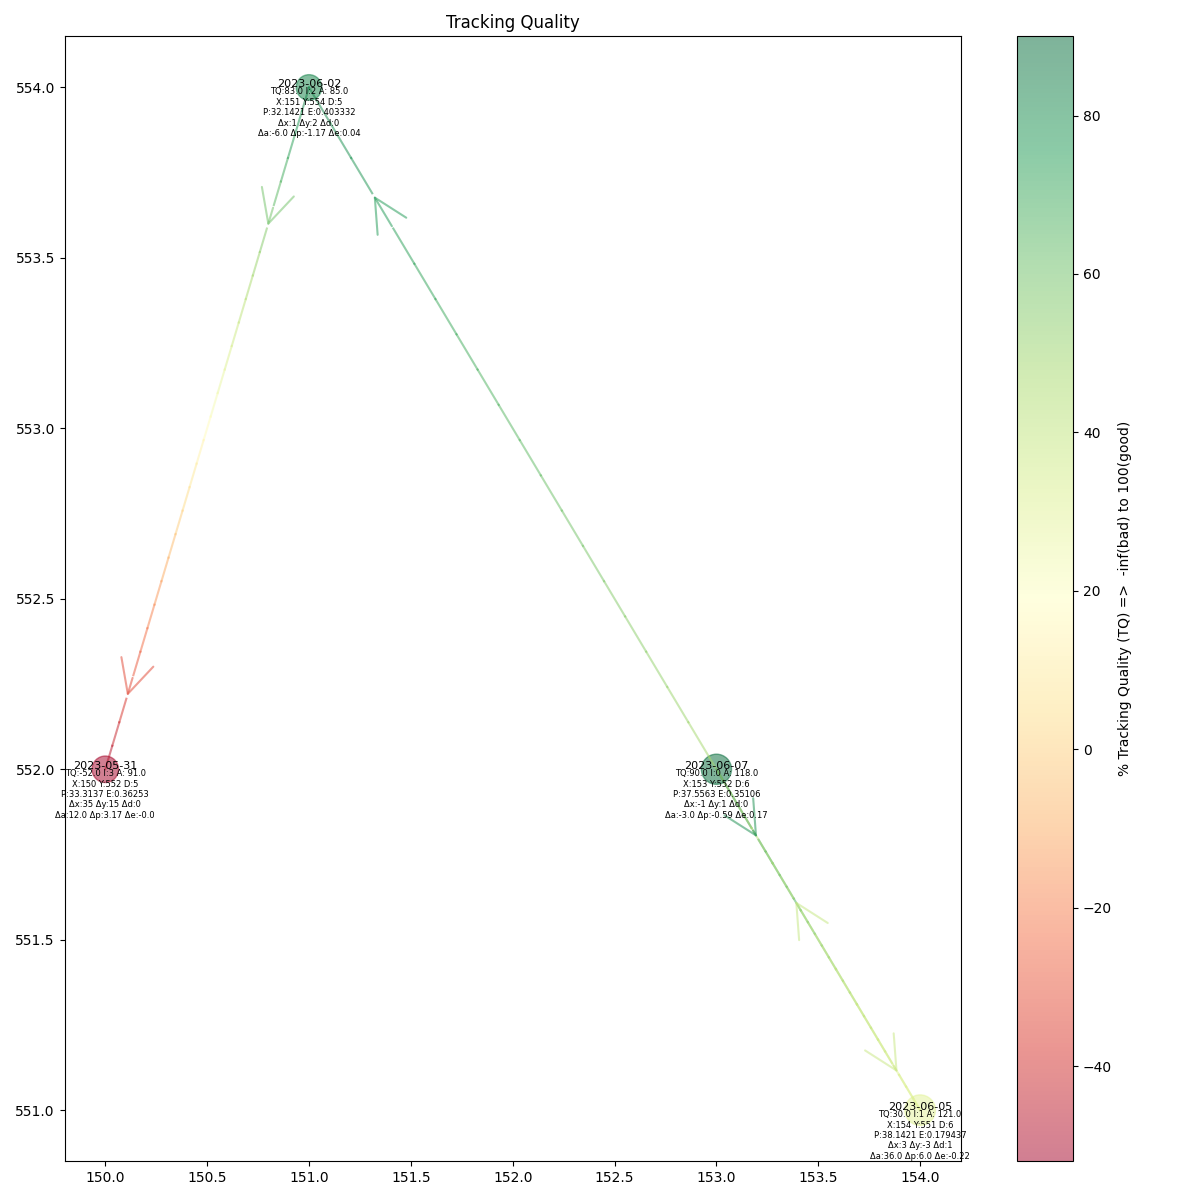 Tracking Quality
2023-06-02
TQ:83.0 I:2 A: 85.0
X:151 Y:554 D:5
P:32.1421 E:0.403332
Δx:1 Δy:2 Δd:0
Δa:-6.0 Δp:-1.17 Δe:0.04
2023-05-31
TQ:-52.0 I:3 A: 91.0
X:150 Y:552 D:5
P:33.3137 E:0.36253
Δx:35 Δy:15 Δd:0
Δa:12.0 Δp:3.17 Δe:-0.0
2023-06-07
TQ:90.0 I:0 A: 118.0
X:153 Y:552 D:6
P:37.5563 E:0.35106
Δx:-1 Δy:1 Δd:0
Δa:-3.0 Δp:-0.59 Δe:0.17
2023-06-05
TQ:30.0 I:1 A: 121.0
X:154 Y:551 D:6
P:38.1421 E:0.179437
Δx:3 Δy:-3 Δd:1
Δa:36.0 Δp:6.0 Δe:-0.22
554.0
553.5
553.0
552.5
552.0
551.5
551.0
150.0
150.5
151.0
151.5
152.0
152.5
153.0
153.5
154.0
80
60
40
20
0
−20
−40
% Tracking Quality (TQ) => -inf(bad) to 100(good)